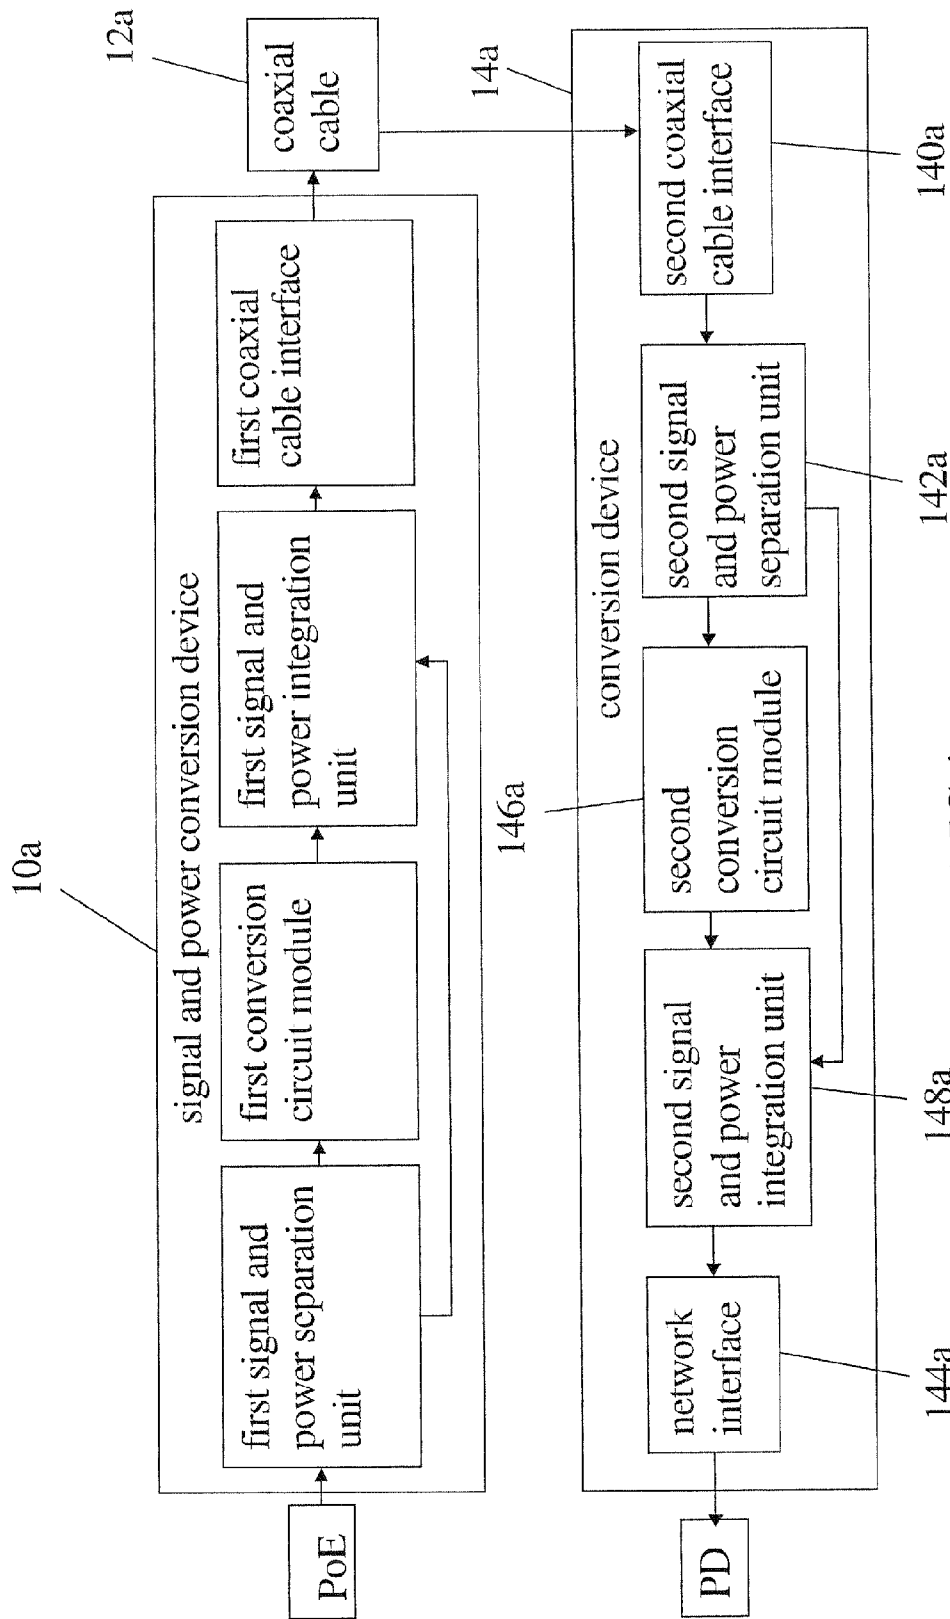 10a
signal and power conversion device
12a
PoE
first signal and
power separation
unit
first conversion
circuit module
first signal and
power integration
unit
first coaxial
cable interface
coaxial
cable
14a
conversion device
146a
PD
network
interface
second signal
and power
integration unit
second
conversion
circuit module
second signal
and power
separation unit
second coaxial
cable interface
144a
148a
142a
140a